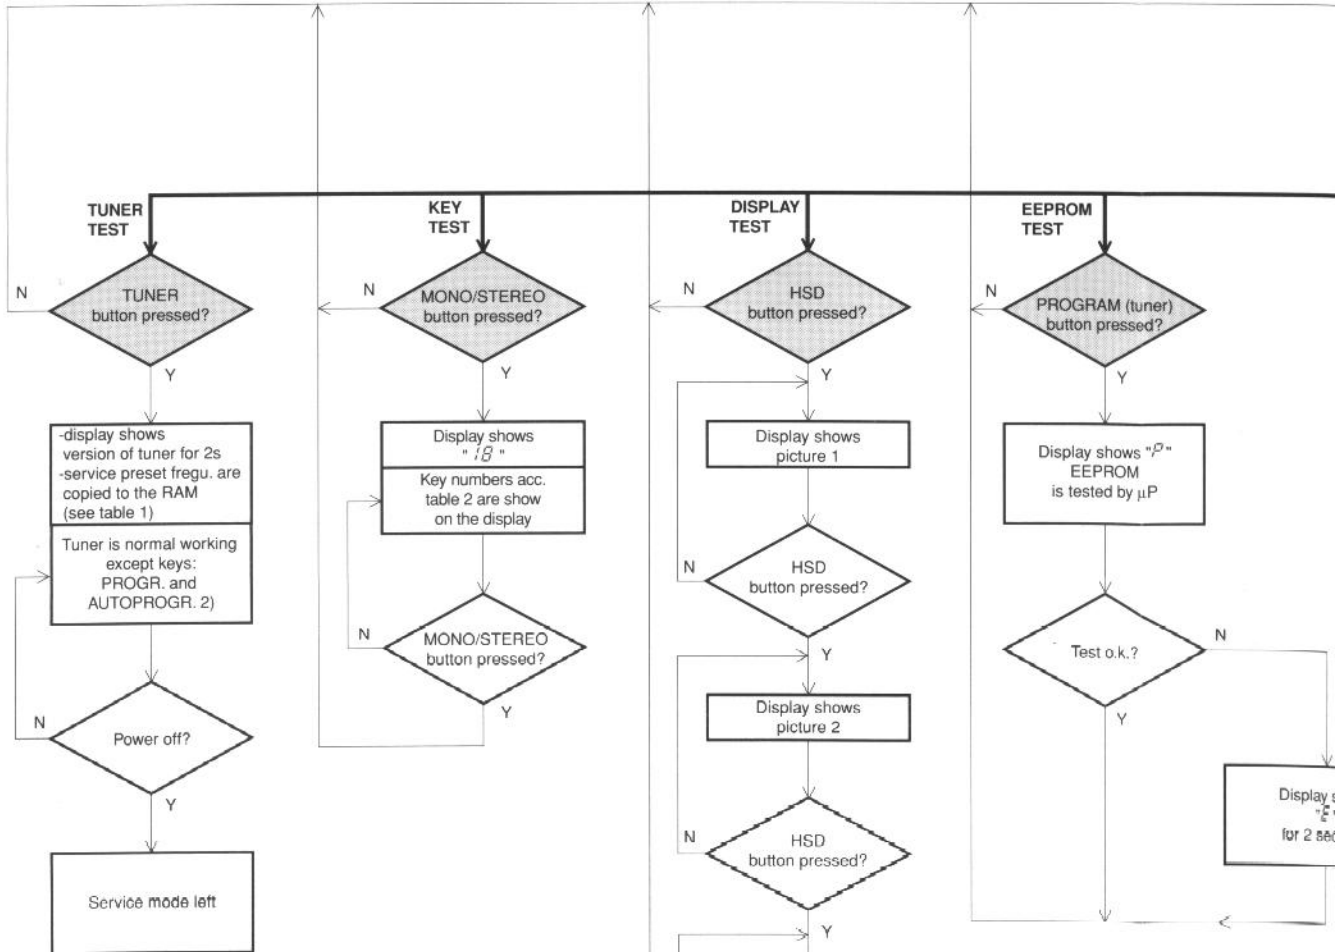 TUNER
TEST
N
TUNER
button pressed?
Y
-display shows
version of tuner for 2s
-service preset fregu. are
copied to the RAM
(see table 1)
Tuner is normal working
except keys:
PROGR. and
AUTOPROGR. 2)
N
Power off?
Y
Service mode left
KEY
TEST
N
MONO/STEREO
button pressed?
Y
Display shows
"18"
Key numbers acc.
table 2 are show
on the display
N
MONO/STEREO
button pressed?
Y
DISPLAY
TEST
N
HSD
button pressed?
Y
Display shows
picture 1
N
HSD
button pressed?
Y
Display shows
picture 2
N
HSD
button pressed?
Y
EEPROM
TEST
N
PROGRAM (tuner)
button pressed?
Y
Display shows "P"
EEPROM
is tested by µP
Test o.k.?
N
Y
Display
"E"
for 2